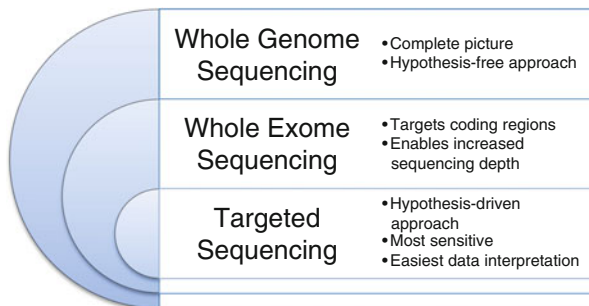 Whole Genome
Sequencing
•Complete picture
•Hypothesis-free approach
Whole Exome
Sequencing
•Targets coding regions
•Enables increased
sequencing depth
Targeted
Sequencing
•Hypothesis-driven
approach
•Most sensitive
•Easiest data interpretation